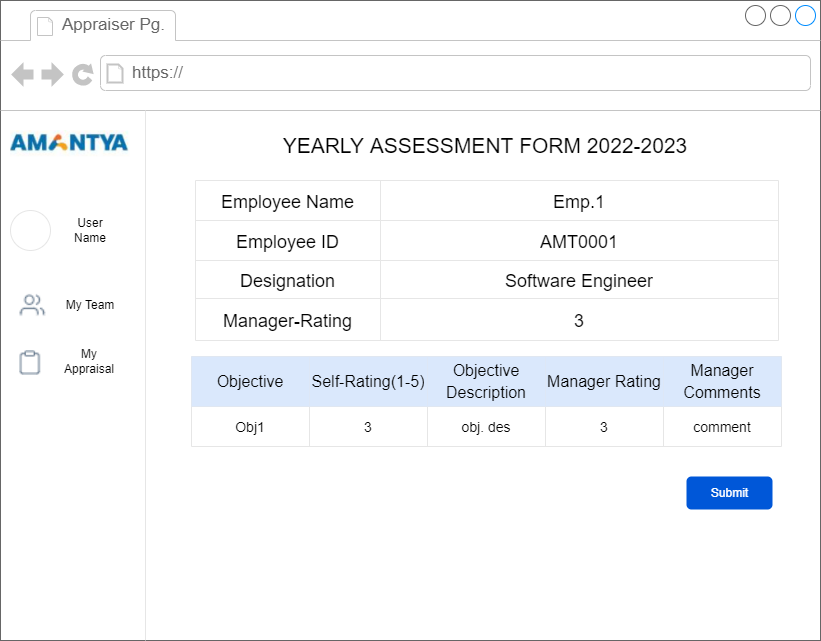 Appraiser Pg.
https://
AMANTYA
User
Name
My Team
My
Appraisal
YEARLY ASSESSMENT FORM 2022-2023
Employee Name Emp.1
Employee ID AMT0001
Designation Software Engineer
Manager-Rating 3
Objective Self-Rating(1-5) Objective Description Manager Rating Manager Comments
Obj1 3 obj. des 3 comment
Submit